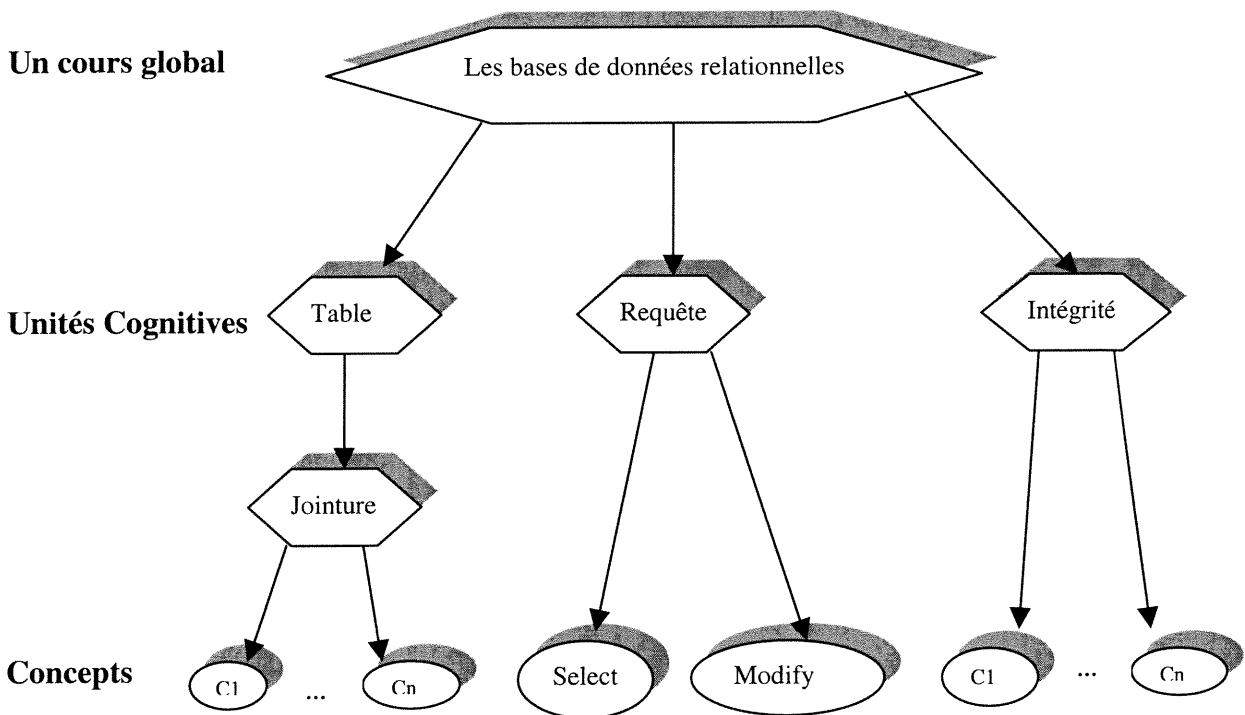 Un cours global
Les bases de données relationnelles
Unités Cognitives
Table
Requête
Intégrité
Jointure
Concepts
C1
...
Cn
Select
Modify
C1
...
Cn